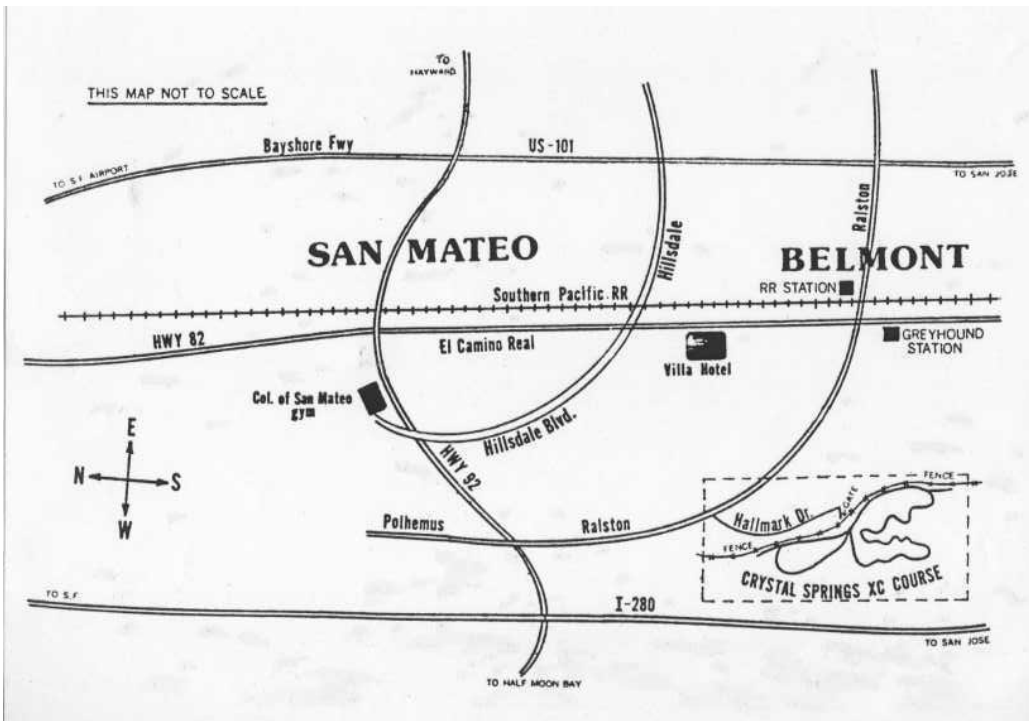 TO
HAYWARD
THIS MAP NOT TO SCALE
Bayshore Fwy
US-101
TO S.F. AIRPORT
TO SAN JOSE
Ralston
Hillsdale
SAN MATEO
BELMONT
RR STATION
Southern Pacific RR
HWY 82
El Camino Real
GREYHOUND
STATION
Villa Hotel
Col. of San Mateo
gym
Hillsdale Blvd.
HWY 92
E
N
S
W
FENCE
GATE
Hallmark Dr.
Polhemus
Ralston
FENCE
CRYSTAL SPRINGS XC COURSE
TO S.F.
I-280
TO SAN JOSE
TO HALF MOON BAY